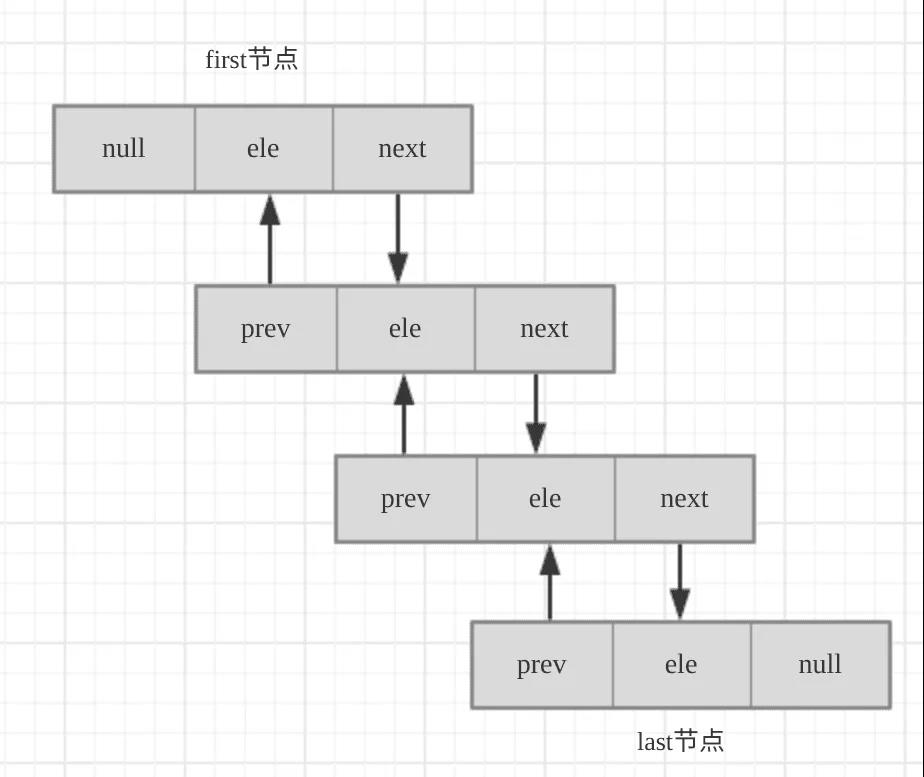 first节点
null ele next
prev ele next
prev ele next
prev ele null
last节点